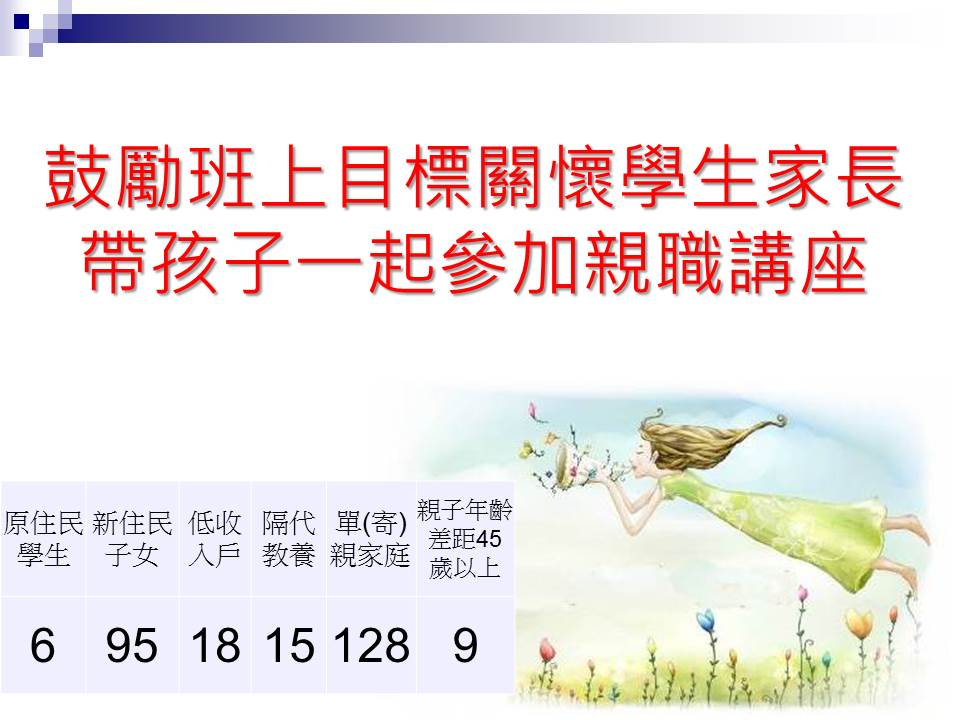 鼓勵班上目標關懷學生家長
帶孩子一起參加親職講座
原住民
學生
新住民
子女
低收
入戶
隔代
教養
單(寄)
親家庭
親子年齡
差距45
歲以上
6 95 18 15 128 9